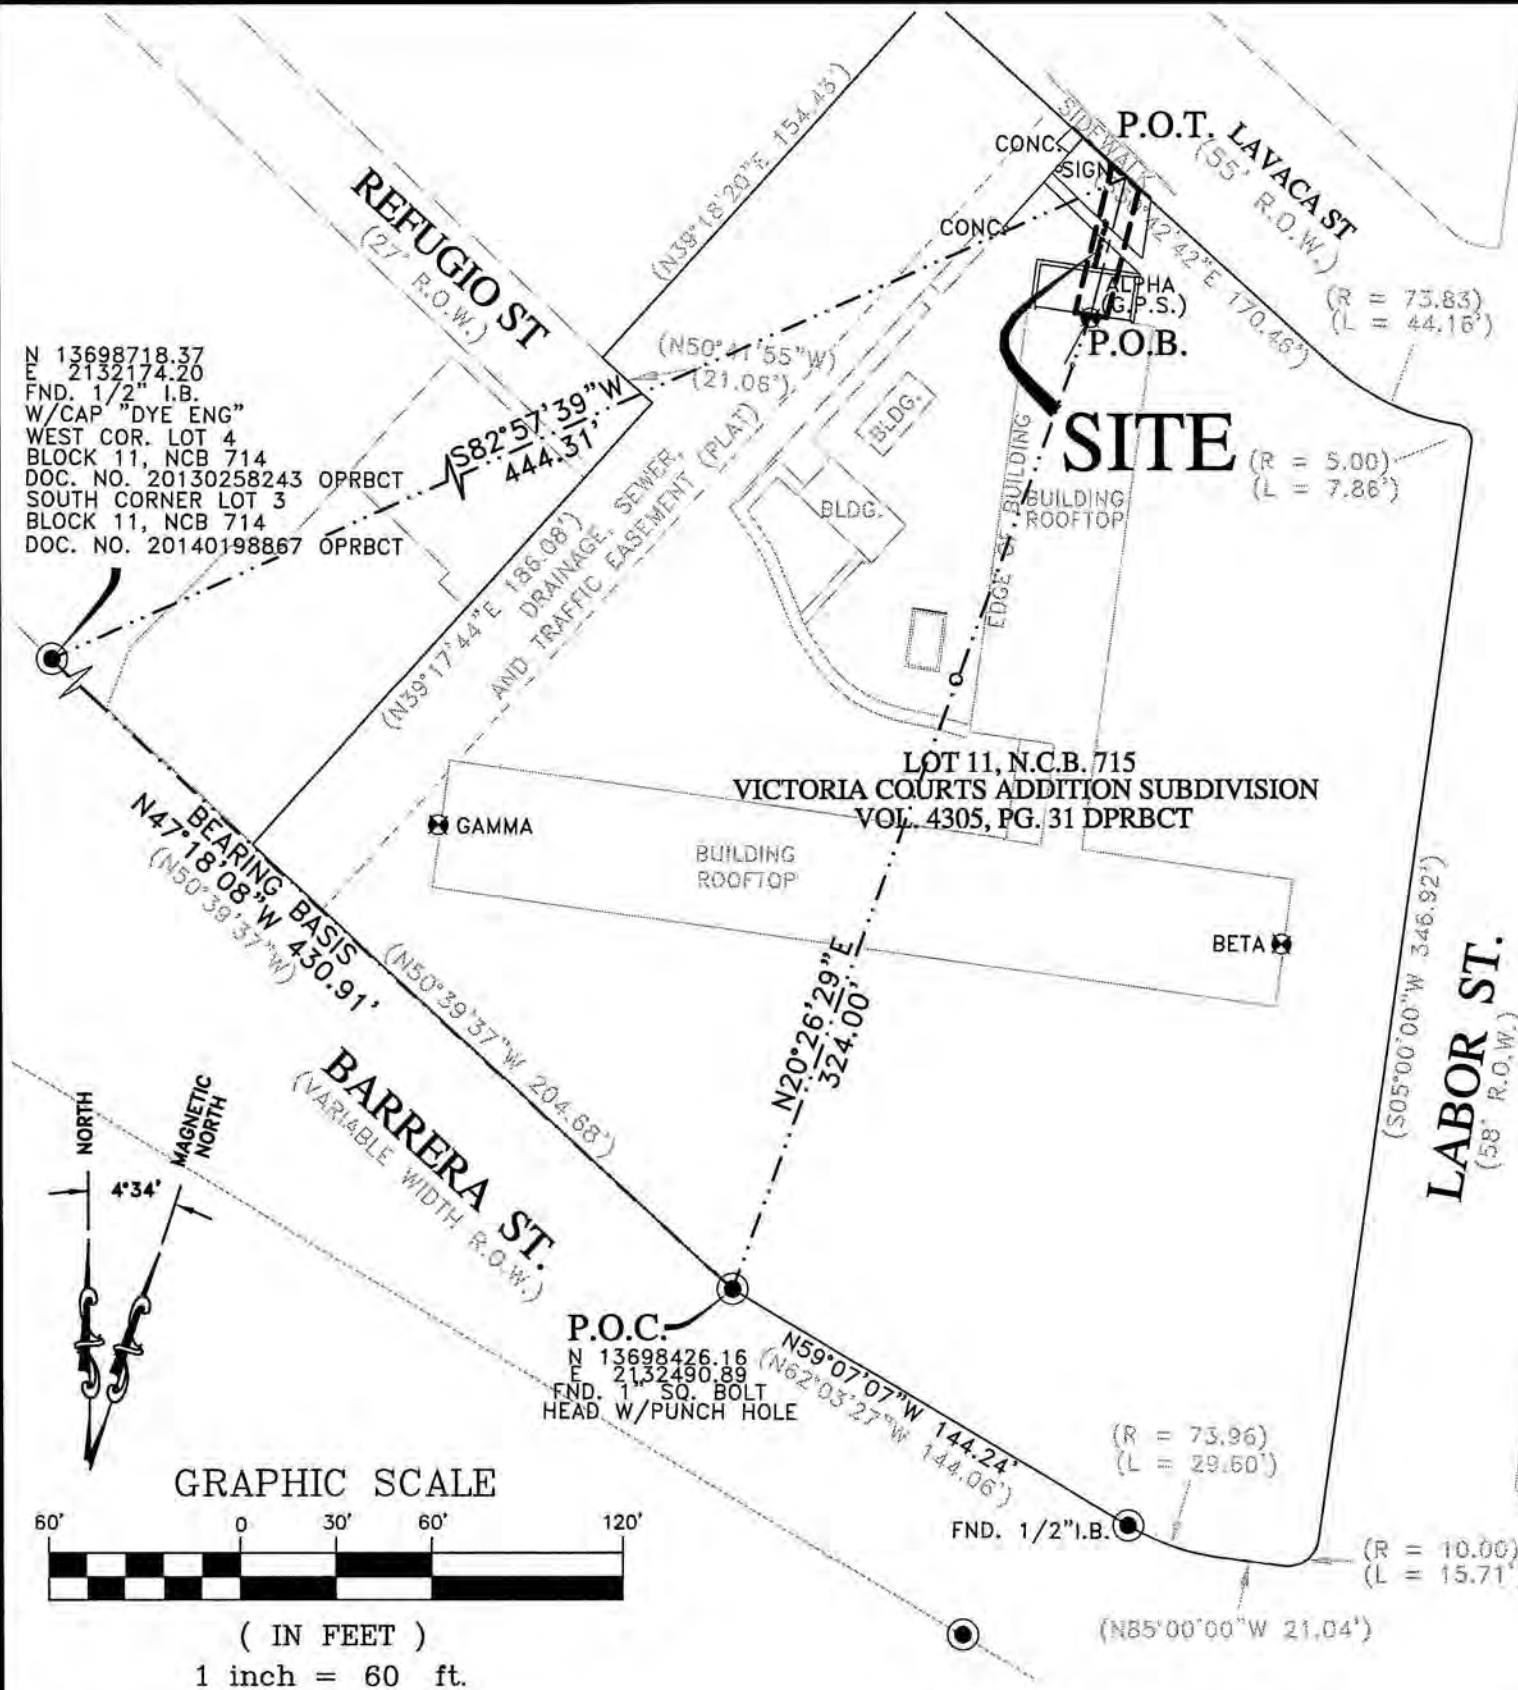 (N39°18'20"E 154.43')
SIDEWALK
CONC.
SIGN
CONC.
P.O.T.
LAVACA ST
(55' R.O.W.)
42'42"E 170.46')
(R = 73.83)
(L = 44.16')
REFUGIO ST
(27' R.O.W.)
ALPHA
(G.P.S.)
P.O.B.
SITE
(R = 5.00)
(L = 7.86')
N 13698718.37
E 2132174.20
FND. 1/2" I.B.
W/CAP "DYE ENG"
WEST COR. LOT 4
BLOCK 11, NCB 714
DOC. NO. 20130258243 OPRBCT
SOUTH CORNER LOT 3
BLOCK 11, NCB 714
DOC. NO. 20140198867 OPRBCT
(N50°41'55"W)
(21.08')
S82°57'39"W
444.31'
BLDG.
BLDG.
EDGE OF BUILDING
BUILDING
ROOFTOP
(N39°17'44"E 186.08')
DRAINAGE, SEWER,
AND TRAFFIC EASEMENT (PLAT)
LOT 11, N.C.B. 715
VICTORIA COURTS ADDITION SUBDIVISION
VOL. 4305, PG. 31 DPRBCT
GAMMA
BUILDING
ROOFTOP
BETA
BEARING BASIS
N47°18'08"W 430.91'
(N50°39'37"W)
(N50°39'37"W 204.68')
N20°26'29"E
324.00'
(S05°00'00"W 346.92')
LABOR ST.
(58' R.O.W.)
BARRERA ST.
(VARIABLE WIDTH R.O.W.)
NORTH
MAGNETIC
NORTH
4°34'
P.O.C.
N 13698426.16
E 2132490.89
FND. 1" SQ. BOLT
HEAD W/PUNCH HOLE
N59°07'07"W 144.24'
(N62°03'27"W 144.06')
(R = 73.96)
(L = 29.60')
FND. 1/2"I.B.
(R = 10.00)
(L = 15.71'
(N85°00'00"W 21.04')
GRAPHIC SCALE
60' 0 30' 60' 120'
( IN FEET )
1 inch = 60 ft.